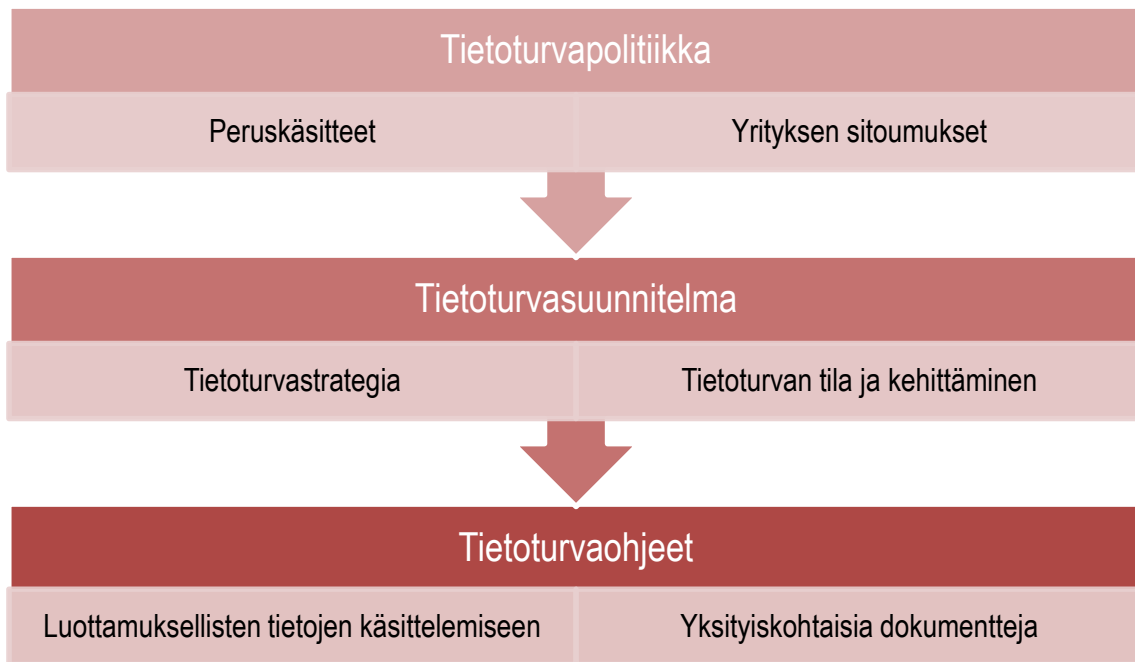 Tietoturvapolitiikka
Peruskäsitteet
Yrityksen sitoumukset
Tietoturvasuunnitelma
Tietoturvastrategia
Tietoturvan tila ja kehittäminen
Tietoturvaohjeet
Luottamuksellisten tietojen käsittelemiseen
Yksityiskohtaisia dokumentteja